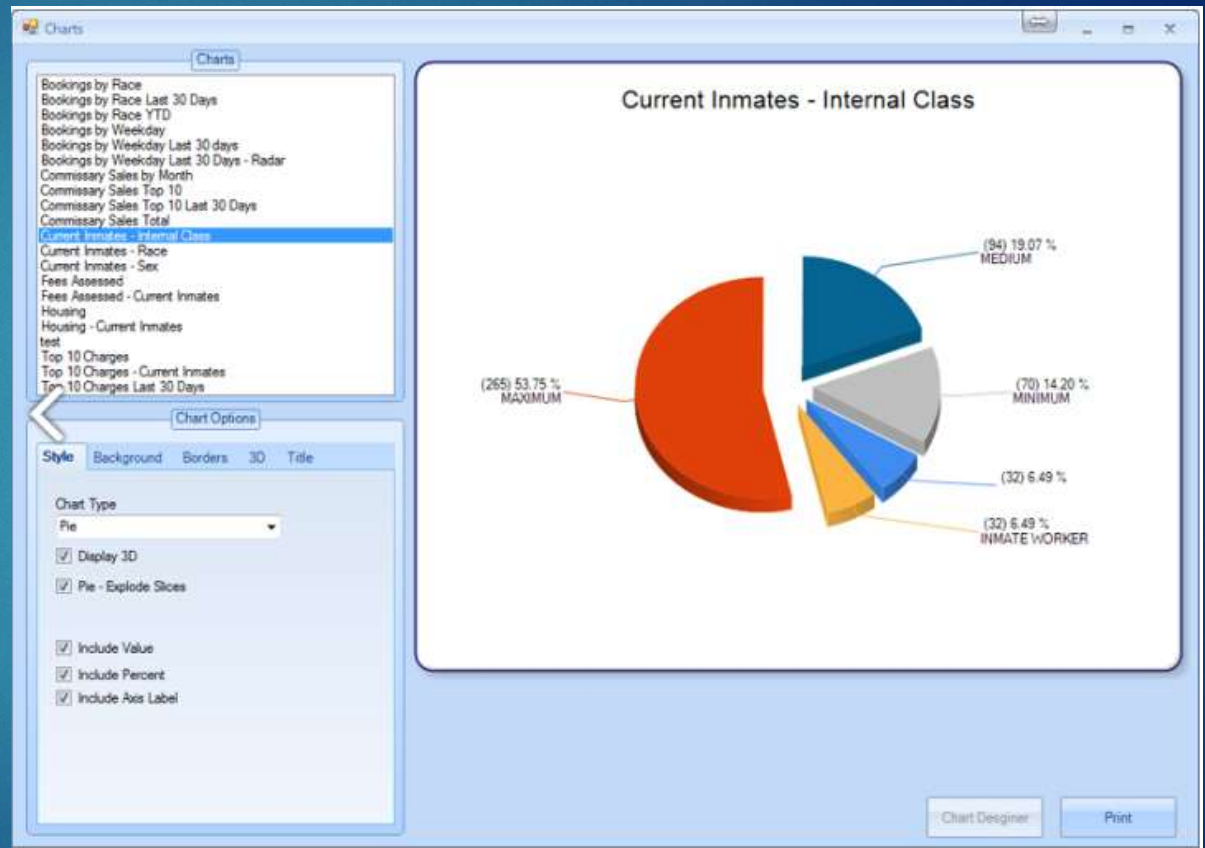 Charts
Charts
Bookings by Race
Bookings by Race Last 30 Days
Bookings by Race YTD
Bookings by Weekday
Bookings by Weekday Last 30 days
Bookings by Weekday Last 30 Days - Radar
Commissary Sales by Month
Commissary Sales Top 10
Commissary Sales Top 10 Last 30 Days
Commissary Sales Total
Current Inmates - Internal Class
Current Inmates - Race
Current Inmates - Sex
Fees Assessed
Fees Assessed - Current Inmates
Housing
Housing - Current Inmates
test
Top 10 Charges
Top 10 Charges - Current Inmates
Top 10 Charges Last 30 Days
Chart Options
Style Background Borders 3D Title
Chart Type
Pie
Display 3D
Pie - Explode Slices
Include Value
Include Percent
Include Axis Label
Current Inmates - Internal Class
(94) 19.07 %
MEDIUM
(265) 53.75 %
MAXIMUM
(70) 14.20 %
MINIMUM
(32) 6.49 %
(32) 6.49 %
INMATE WORKER
Chart Desginer
Print